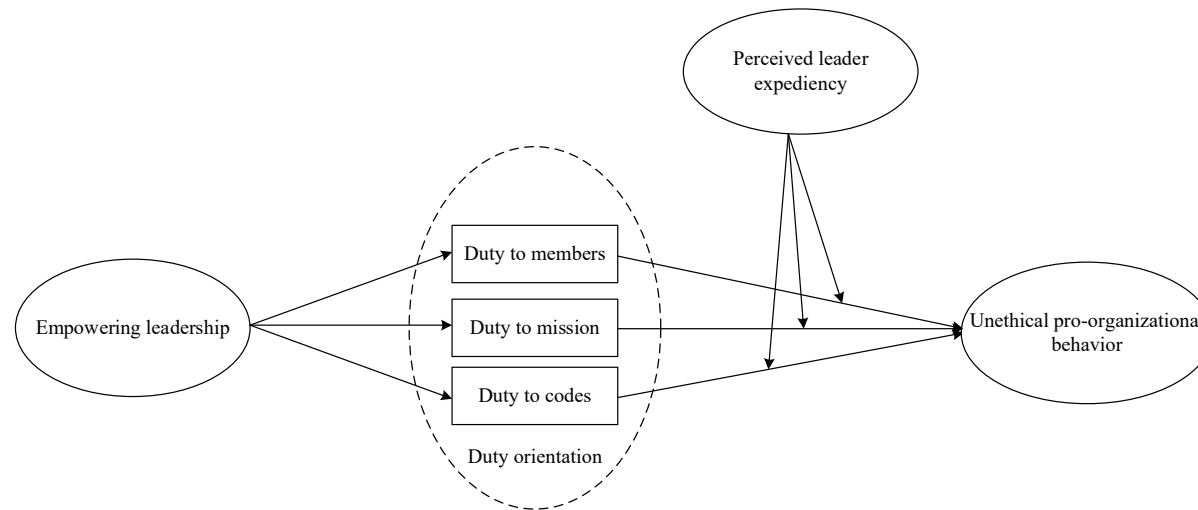 Perceived leader
expediency
Duty to members
Empowering leadership
Duty to mission
Unethical pro-organizationa
behavior
Duty to codes
Duty orientation